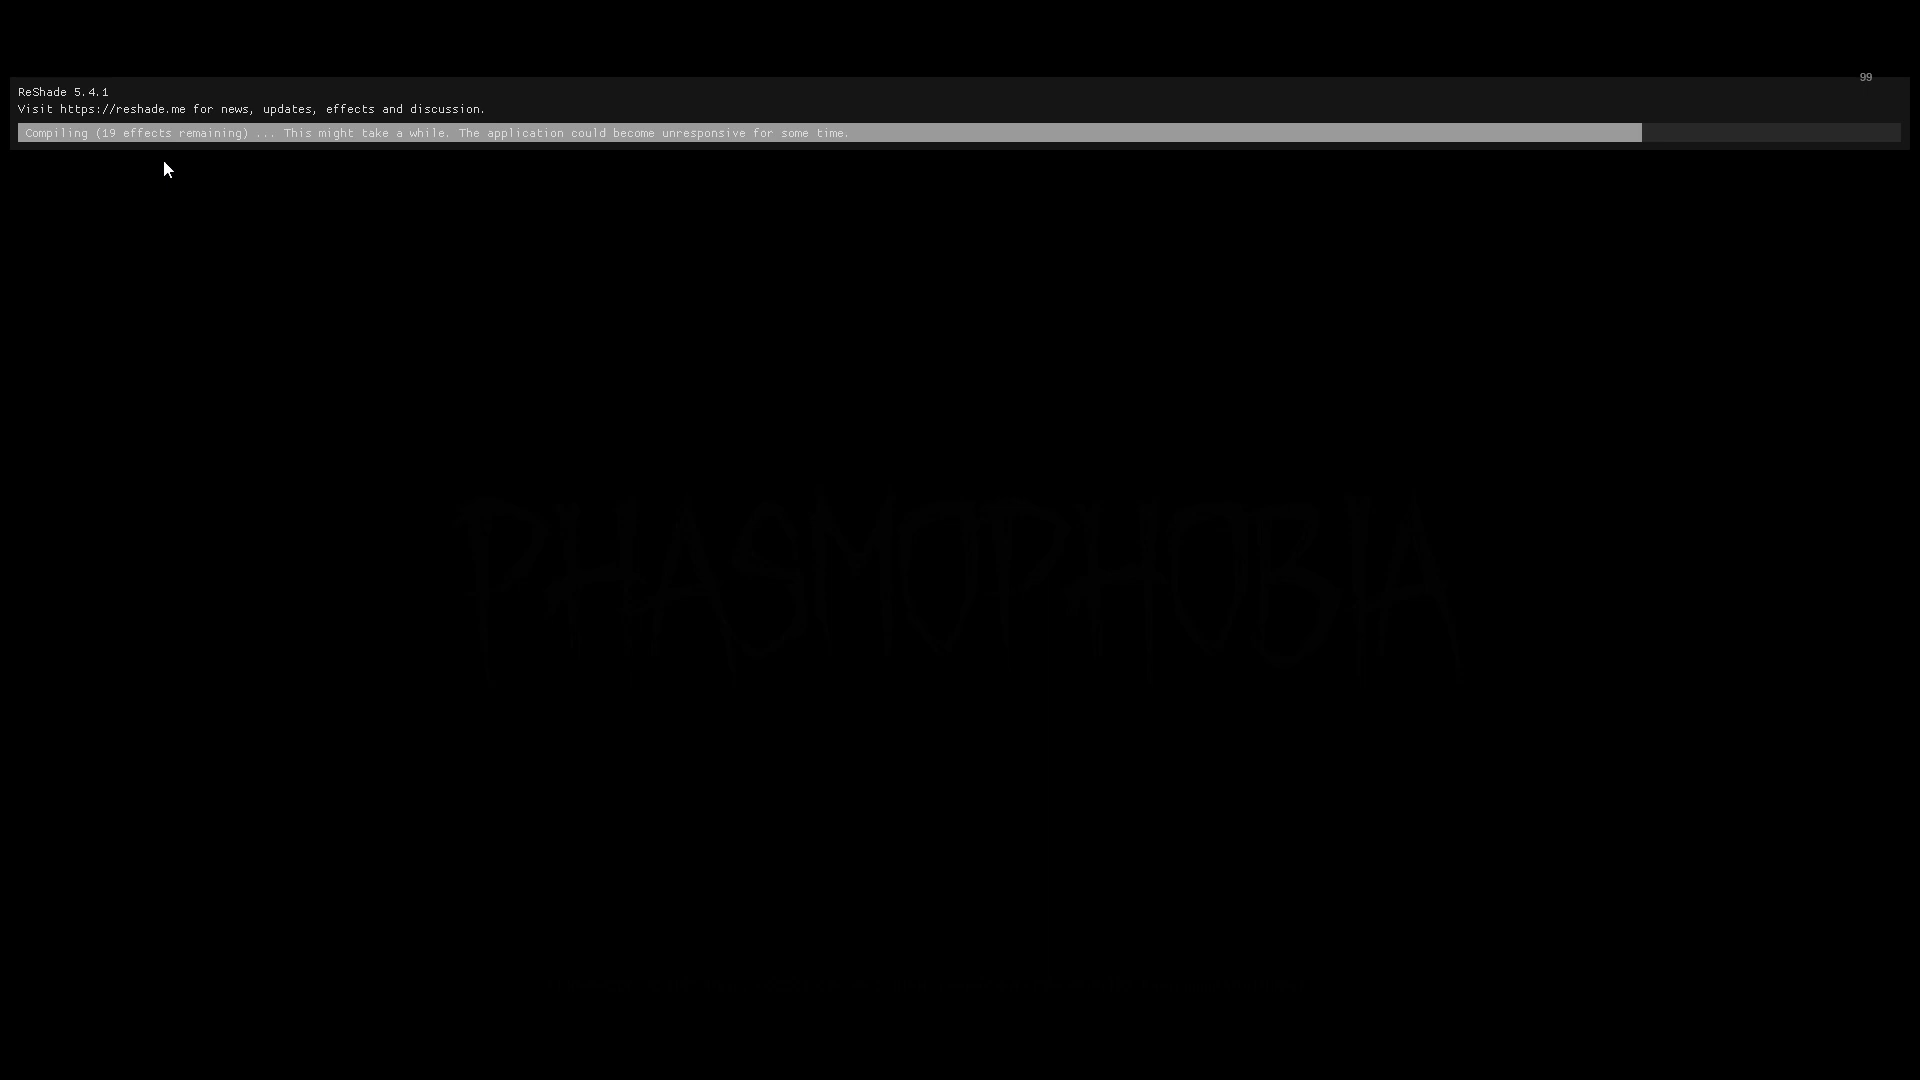 99
ReShade 5.4.1
Visit https://reshade.me for news, updates, effects and discussion.
Compiling (19 effects remaining) ... This might take a while. The application could become unresponsive for some time.
PHASMOPHOBIA